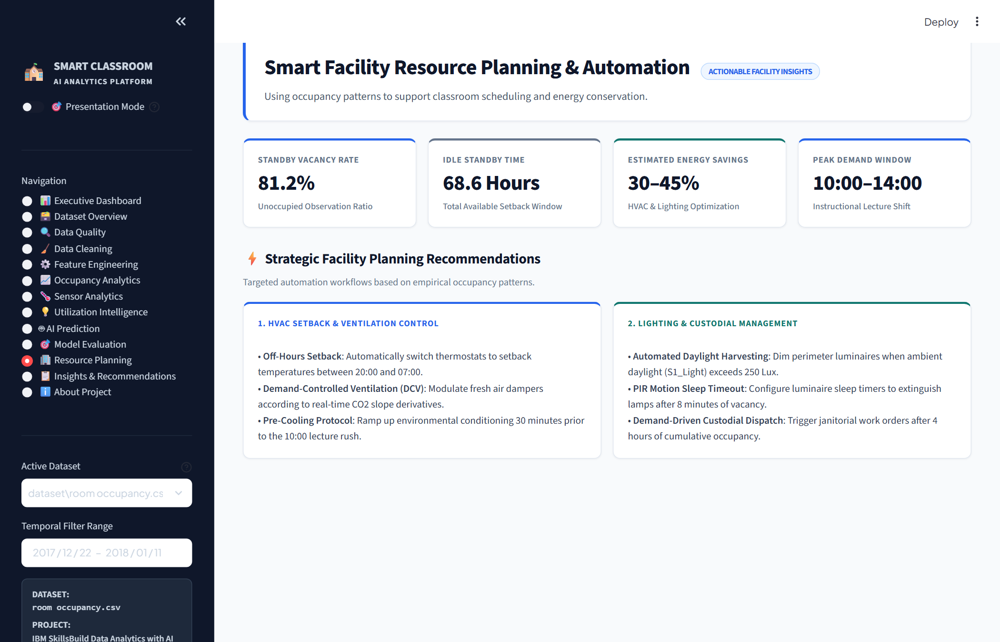 SMART CLASSROOM
AI ANALYTICS PLATFORM
Presentation Mode
Navigation
Executive Dashboard
Dataset Overview
Data Quality
Data Cleaning
Feature Engineering
Occupancy Analytics
Sensor Analytics
Utilization Intelligence
AI Prediction
Model Evaluation
Resource Planning
Insights & Recommendations
About Project
Active Dataset
dataset\room occupancy.cs
Temporal Filter Range
2017/12/22 – 2018/01/11
DATASET:
room occupancy.csv
PROJECT:
IBM SkillsBuild Data Analytics with AI
Deploy
Smart Facility Resource Planning & Automation
ACTIONABLE FACILITY INSIGHTS
Using occupancy patterns to support classroom scheduling and energy conservation.
STANDBY VACANCY RATE
81.2%
Unoccupied Observation Ratio
IDLE STANDBY TIME
68.6 Hours
Total Available Setback Window
ESTIMATED ENERGY SAVINGS
30–45%
HVAC & Lighting Optimization
PEAK DEMAND WINDOW
10:00–14:00
Instructional Lecture Shift
Strategic Facility Planning Recommendations
Targeted automation workflows based on empirical occupancy patterns.
1. HVAC SETBACK & VENTILATION CONTROL
• Off-Hours Setback: Automatically switch thermostats to setback
temperatures between 20:00 and 07:00.
• Demand-Controlled Ventilation (DCV): Modulate fresh air dampers
according to real-time CO2 slope derivatives.
• Pre-Cooling Protocol: Ramp up environmental conditioning 30 minutes prior
to the 10:00 lecture rush.
2. LIGHTING & CUSTODIAL MANAGEMENT
• Automated Daylight Harvesting: Dim perimeter luminaires when ambient
daylight (S1_Light) exceeds 250 Lux.
• PIR Motion Sleep Timeout: Configure luminaire sleep timers to extinguish
lamps after 8 minutes of vacancy.
• Demand-Driven Custodial Dispatch: Trigger janitorial work orders after 4
hours of cumulative occupancy.